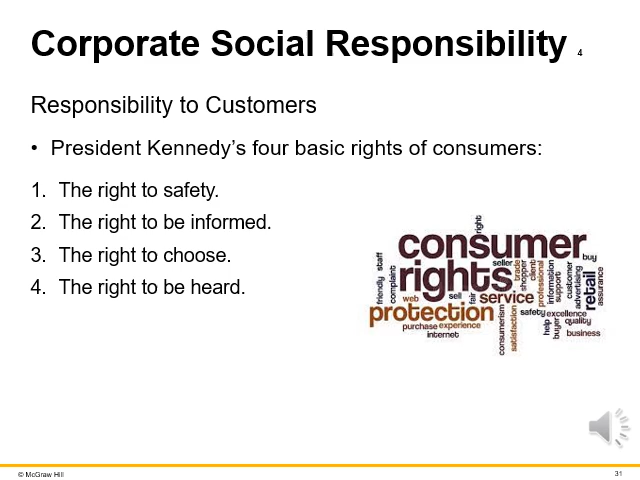 Corporate Social Responsibility 4
Responsibility to Customers
• President Kennedy’s four basic rights of consumers:
1. The right to safety.
2. The right to be informed.
3. The right to choose.
4. The right to be heard.
right
consumer
staff
seller
buy
friendly
complaint
rights
trade
shopper
client
professional
information
support
customer
advertising
retail
assurance
web
sell
fair
service
protection
safety
excellence
purchase experience
internet
consumerism
satisfaction
help
buyer
quality
business
© McGraw Hill
31